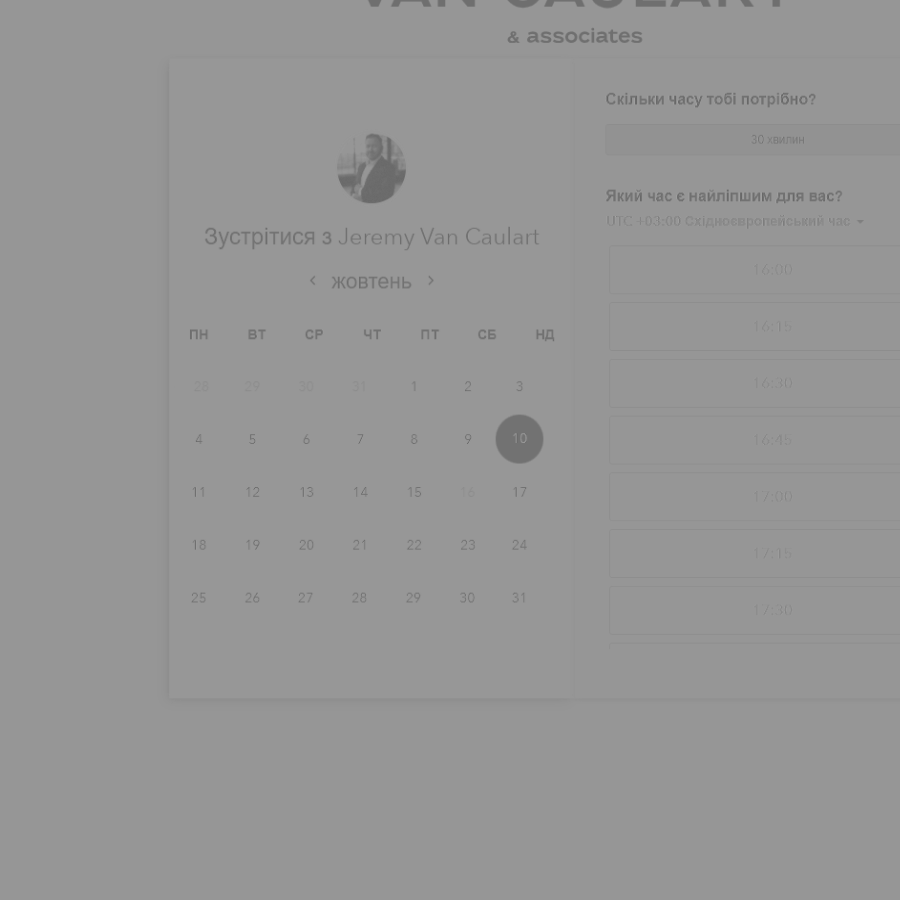 VAN CAULART
& associates
Зустрітися з Jeremy Van Caulart
жовтень
ПН ВТ СР ЧТ ПТ СБ НД
28 29 30 31 1 2 3
4 5 6 7 8 9 10
11 12 13 14 15 16 17
18 19 20 21 22 23 24
25 26 27 28 29 30 31
Скільки часу тобі потрібно?
30 хвилин
Який час є найліпшим для вас?
UTC +03:00 Східноєвропейський час
16:00
16:15
16:30
16:45
17:00
17:15
17:30